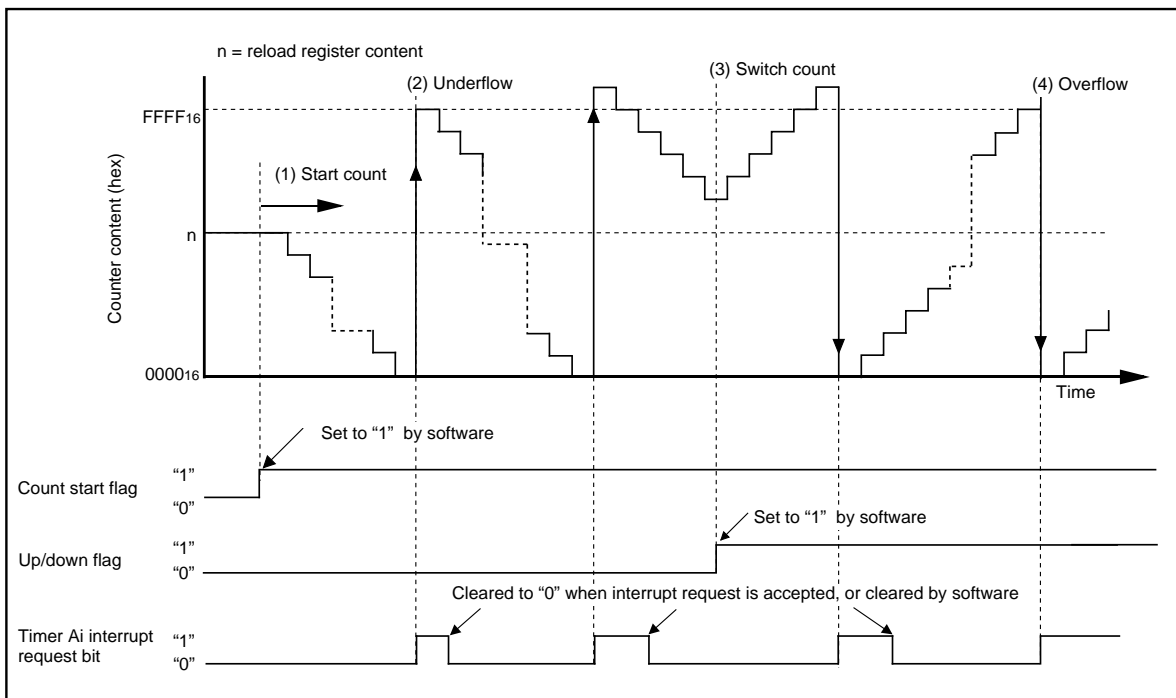 n = reload register content
(2) Underflow
(3) Switch count
(4) Overflow
FFFF16
(1) Start count
Counter content (hex)
n
000016
Time
Set to “1” by software
Count start flag
“1”
“0”
Set to “1” by software
Up/down flag
“1”
“0”
Cleared to “0” when interrupt request is accepted, or cleared by software
Timer Ai interrupt
request bit
“1”
“0”